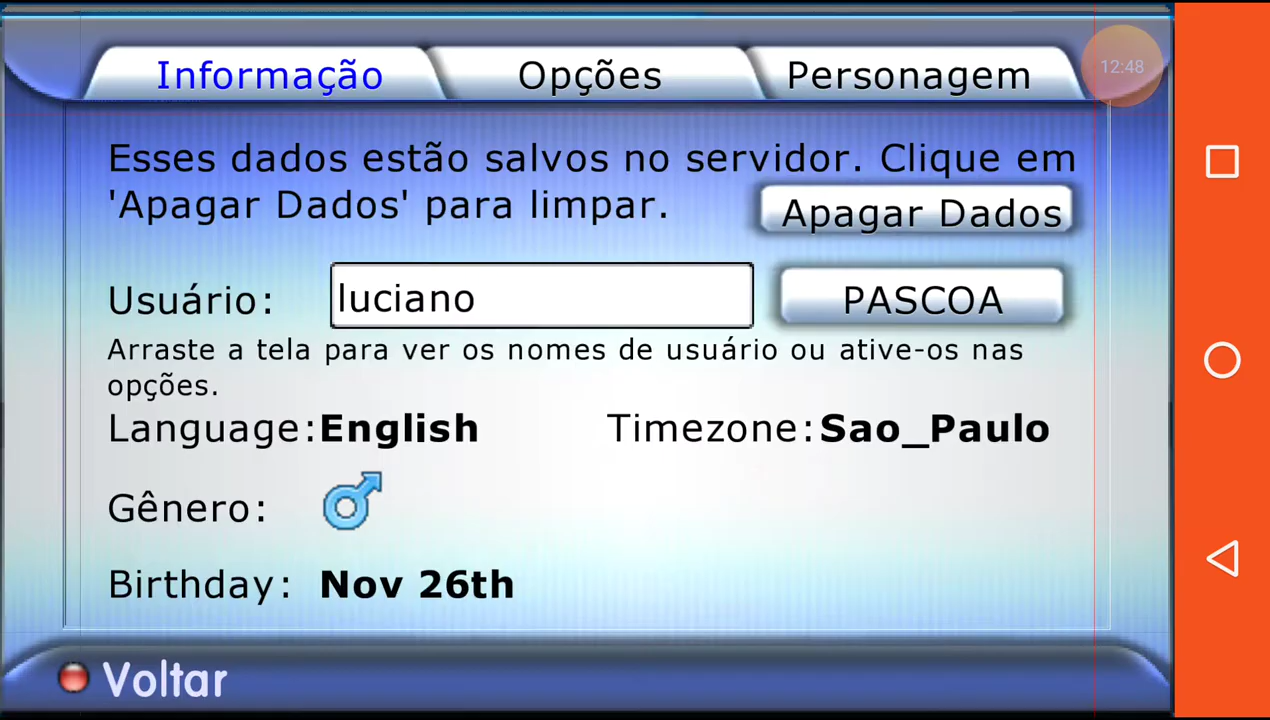 Informação Opções Personagem 12:48
Esses dados estão salvos no servidor. Clique em
'Apagar Dados' para limpar. Apagar Dados
Usuário: luciano PASCOA
Arraste a tela para ver os nomes de usuário ou ative-os nas
opções.
Language:English Timezone:Sao_Paulo
Gênero:
Birthday: Nov 26th
Voltar